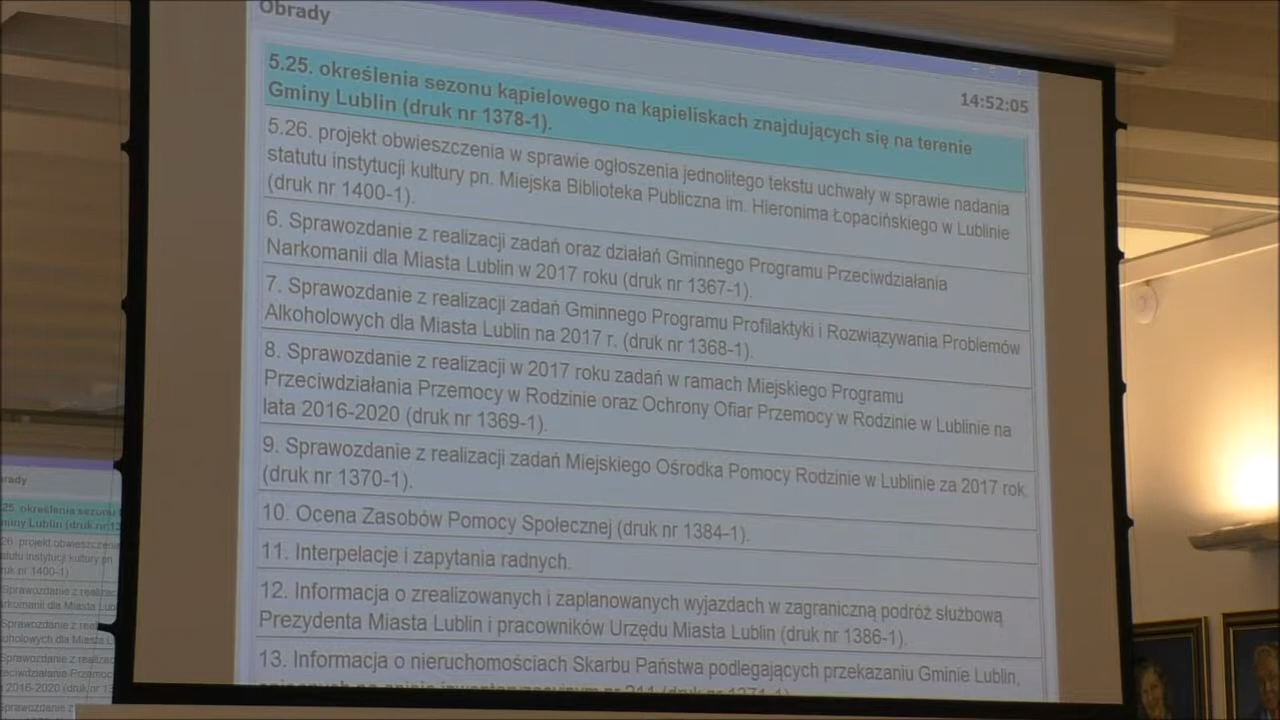 Obrady
14:52:05
5.25. określenia sezonu kąpielowego na kąpieliskach znajdujących się na terenie
Gminy Lublin (druk nr 1378-1).
5.26. projekt obwieszczenia w sprawie ogłoszenia jednolitego tekstu uchwały w sprawie nadania
statutu instytucji kultury pn. Miejska Biblioteka Publiczna im. Hieronima Łopacińskiego w Lublinie
(druk nr 1400-1).
6. Sprawozdanie z realizacji zadań oraz działań Gminnego Programu Przeciwdziałania
Narkomanii dla Miasta Lublin w 2017 roku (druk nr 1367-1).
7. Sprawozdanie z realizacji zadań Gminnego Programu Profilaktyki i Rozwiązywania Problemów
Alkoholowych dla Miasta Lublin na 2017 r. (druk nr 1368-1).
8. Sprawozdanie z realizacji w 2017 roku zadań w ramach Miejskiego Programu
Przeciwdziałania Przemocy w Rodzinie oraz Ochrony Ofiar Przemocy w Rodzinie w Lublinie na
lata 2016-2020 (druk nr 1369-1).
9. Sprawozdanie z realizacji zadań Miejskiego Ośrodka Pomocy Rodzinie w Lublinie za 2017 rok
(druk nr 1370-1).
10. Ocena Zasobów Pomocy Społecznej (druk nr 1384-1).
11. Interpelacje i zapytania radnych.
12. Informacja o zrealizowanych i zaplanowanych wyjazdach w zagraniczną podróż służbową
Prezydenta Miasta Lublin i pracowników Urzędu Miasta Lublin (druk nr 1386-1).
13. Informacja o nieruchomościach Skarbu Państwa podlegających przekazaniu Gminie Lublin,